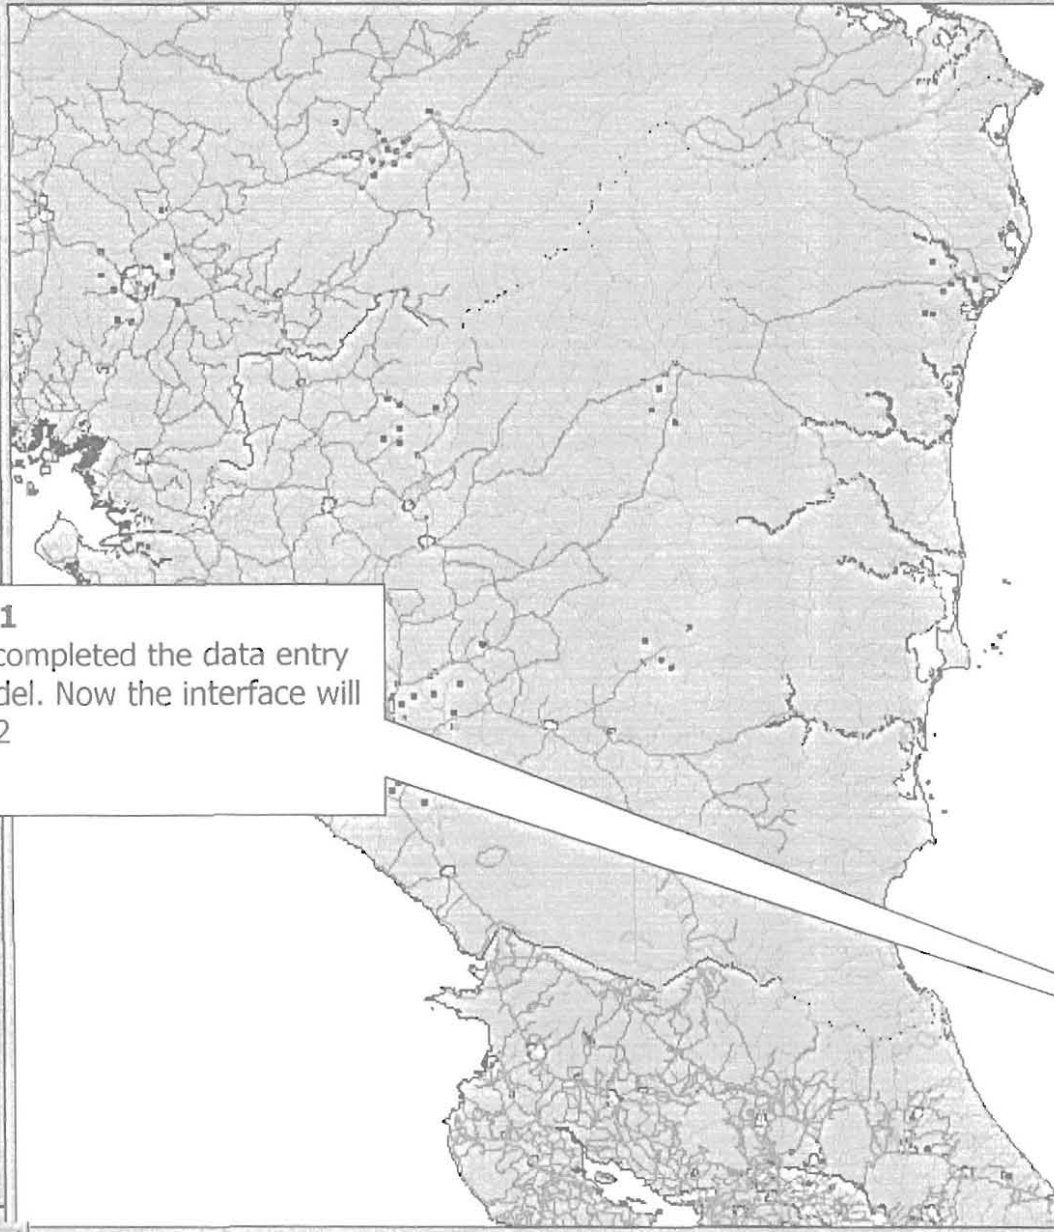 1
completed the data entry
del. Now the interface will
2